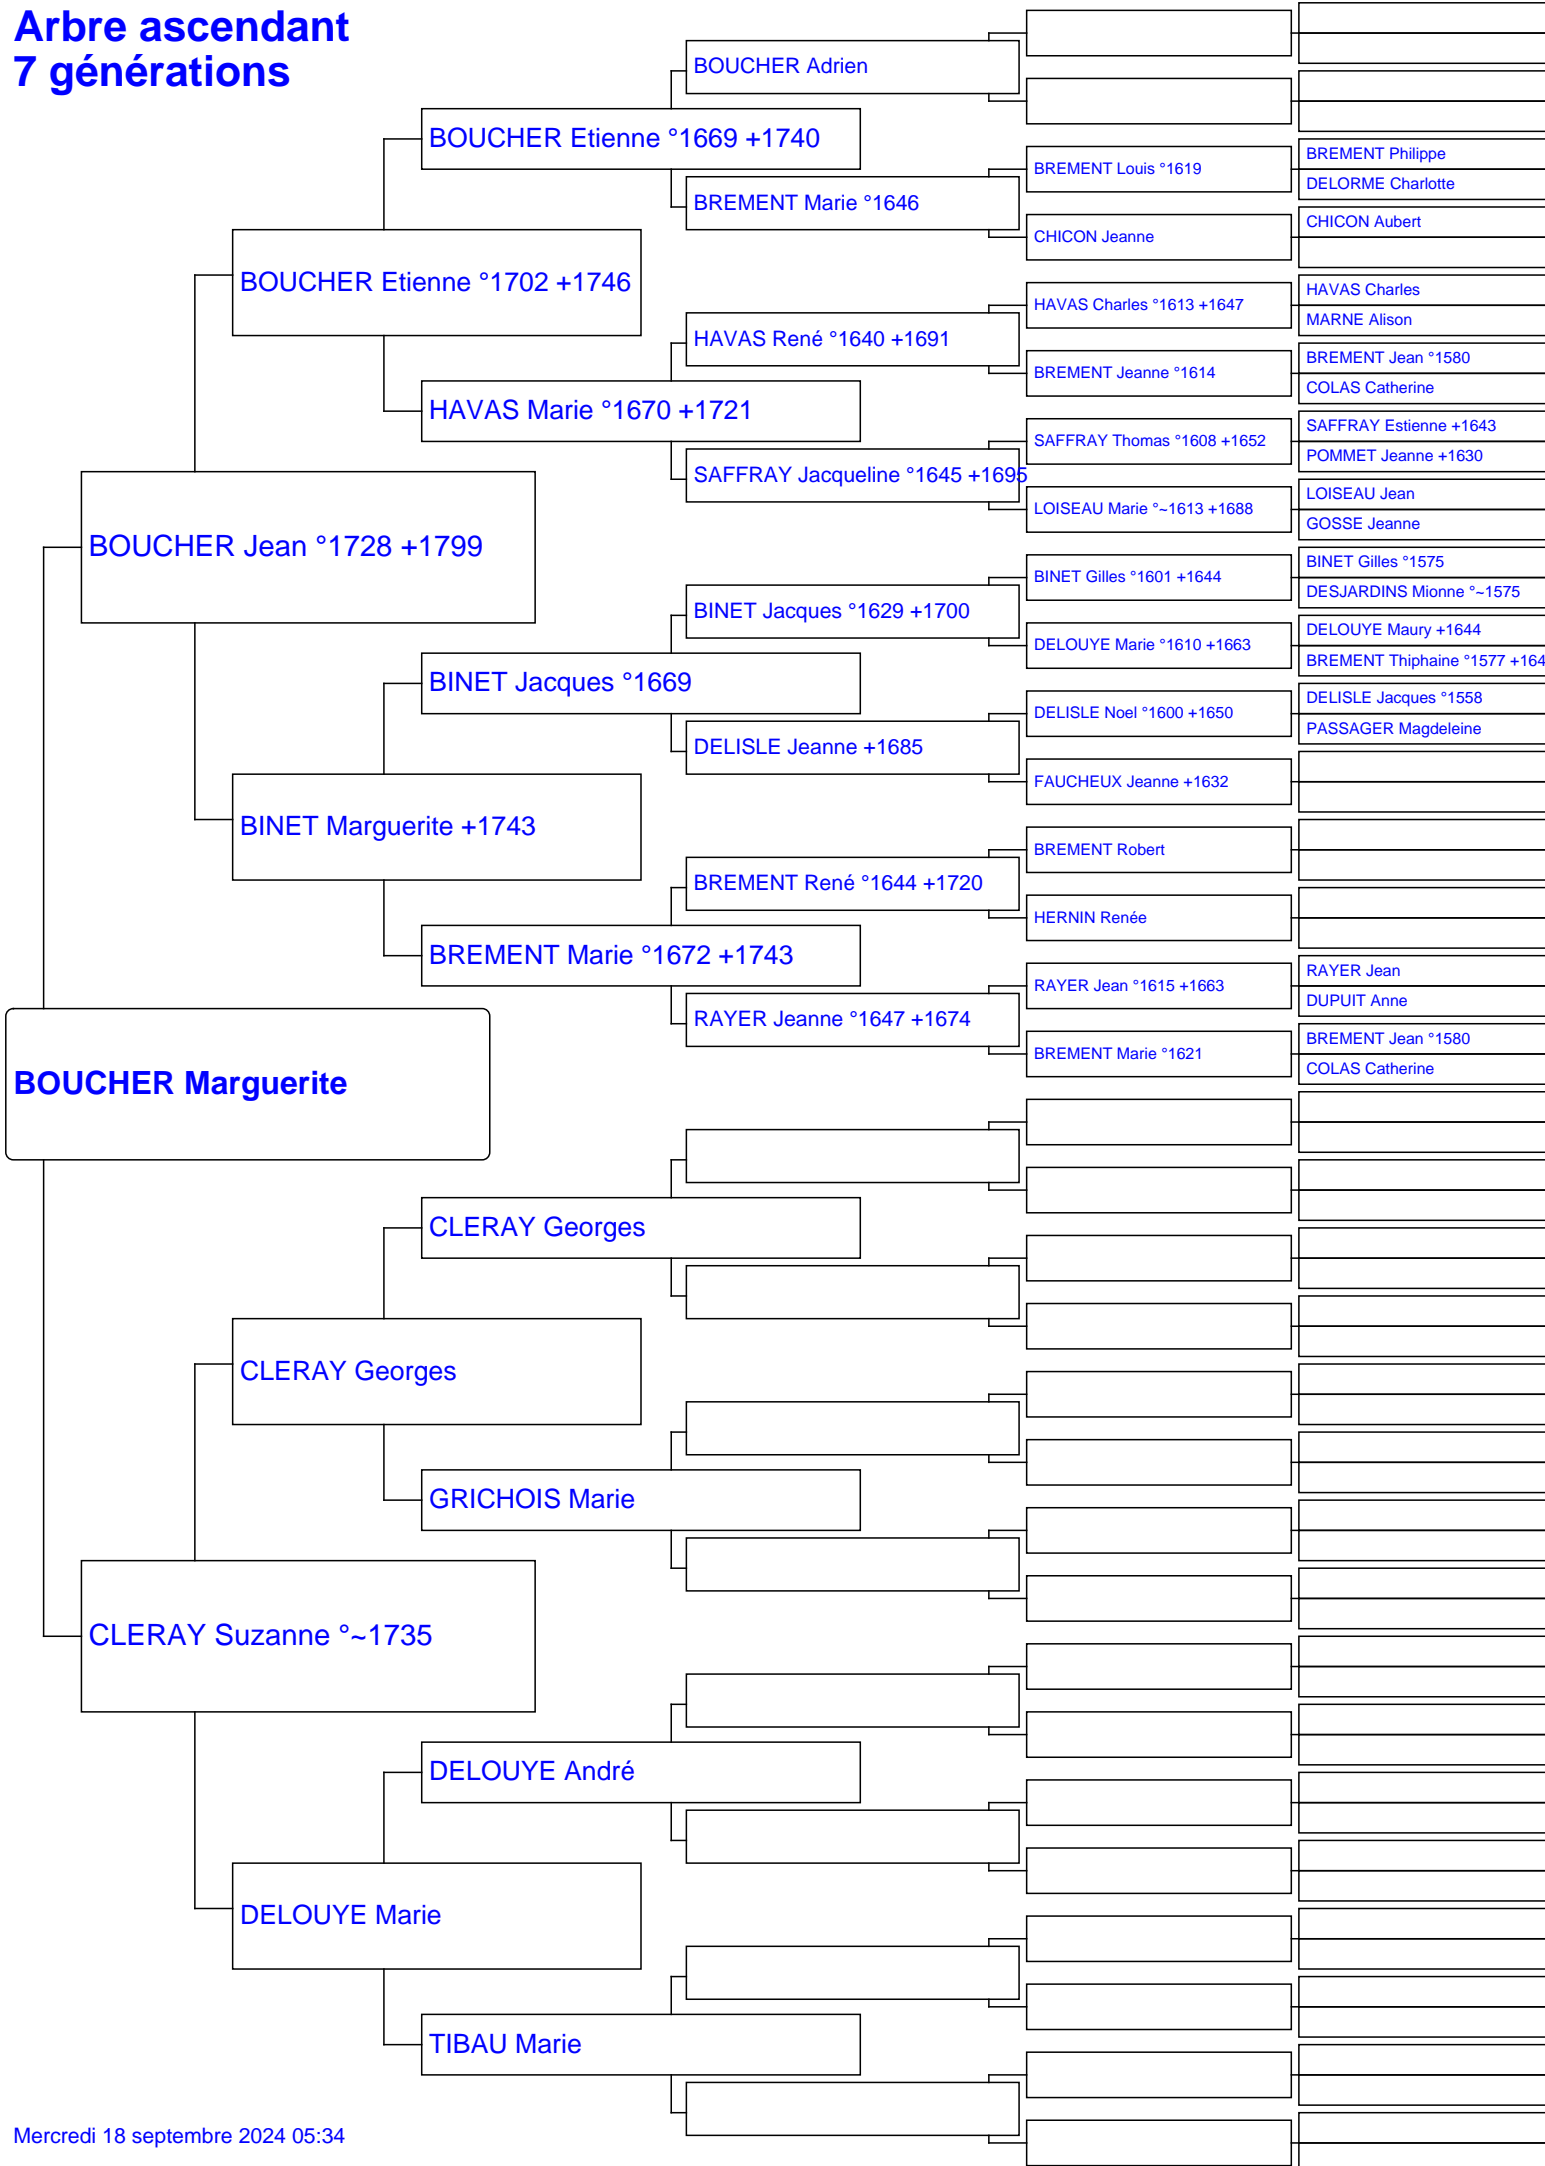 Arbre ascendant
7 générations
BOUCHER Adrien
BOUCHER Etienne °1669 +1740
BREMENT Philippe
BREMENT Louis °1619
DELORME Charlotte
BREMENT Marie °1646
CHICON Aubert
CHICON Jeanne
BOUCHER Etienne °1702 +1746
HAVAS Charles
HAVAS Charles °1613 +1647
MARNE Alison
HAVAS René °1640 +1691
BREMENT Jean °1580
BREMENT Jeanne °1614
COLAS Catherine
HAVAS Marie °1670 +1721
SAFFRAY Estienne +1643
SAFFRAY Thomas °1608 +1652
POMMET Jeanne +1630
SAFFRAY Jacqueline °1645 +1695
LOISEAU Jean
LOISEAU Marie °~1613 +1688
GOSSE Jeanne
BOUCHER Jean °1728 +1799
BINET Gilles °1575
BINET Gilles °1601 +1644
DESJARDINS Mionne °~1575
BINET Jacques °1629 +1700
DELOUYE Maury +1644
DELOUYE Marie °1610 +1663
BREMENT Thiphaine °1577 +164
BINET Jacques °1669
DELISLE Jacques °1558
DELISLE Noel °1600 +1650
PASSAGER Magdeleine
DELISLE Jeanne +1685
FAUCHEUX Jeanne +1632
BINET Marguerite +1743
BREMENT Robert
BREMENT René °1644 +1720
HERNIN Renée
BREMENT Marie °1672 +1743
RAYER Jean
RAYER Jean °1615 +1663
DUPUIT Anne
RAYER Jeanne °1647 +1674
BREMENT Jean °1580
BREMENT Marie °1621
COLAS Catherine
BOUCHER Marguerite
CLERAY Georges
CLERAY Georges
GRICHOIS Marie
CLERAY Suzanne °~1735
DELOUYE André
DELOUYE Marie
TIBAU Marie
Mercredi 18 septembre 2024 05:34